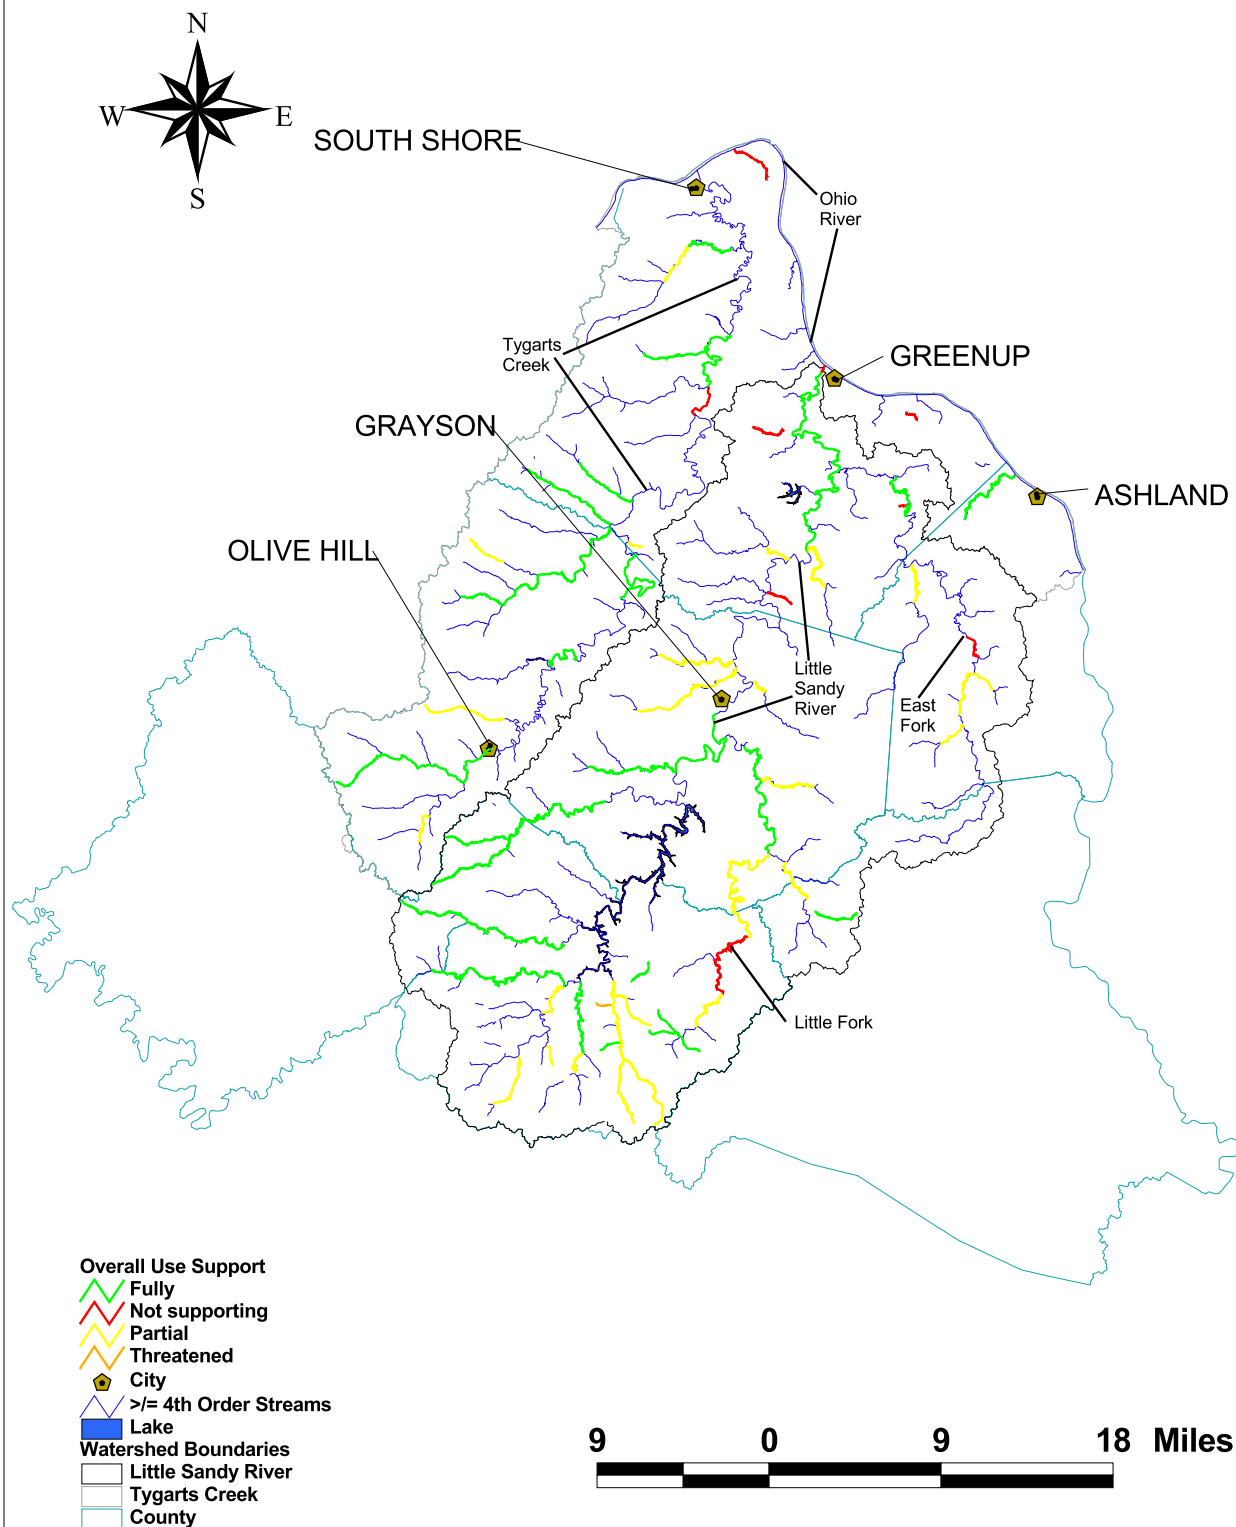 N
W
E
S
SOUTH SHORE
Ohio
River
Tygarts
Creek
GREENUP
GRAYSON
ASHLAND
OLIVE HILL
Little
Sandy
River
East
Fork
Little Fork
Overall Use Support
Fully
Not supporting
Partial
Threatened
City
>/= 4th Order Streams
Lake
Watershed Boundaries
Little Sandy River
Tygarts Creek
County
9 0 9 18 Miles